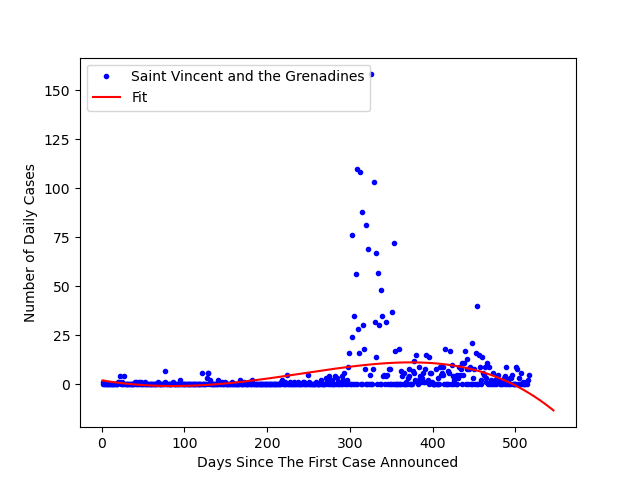 Saint Vincent and the Grenadines
Fit
150
125
100
75
50
25
0
Number of Daily Cases
0 100 200 300 400 500
Days Since The First Case Announced